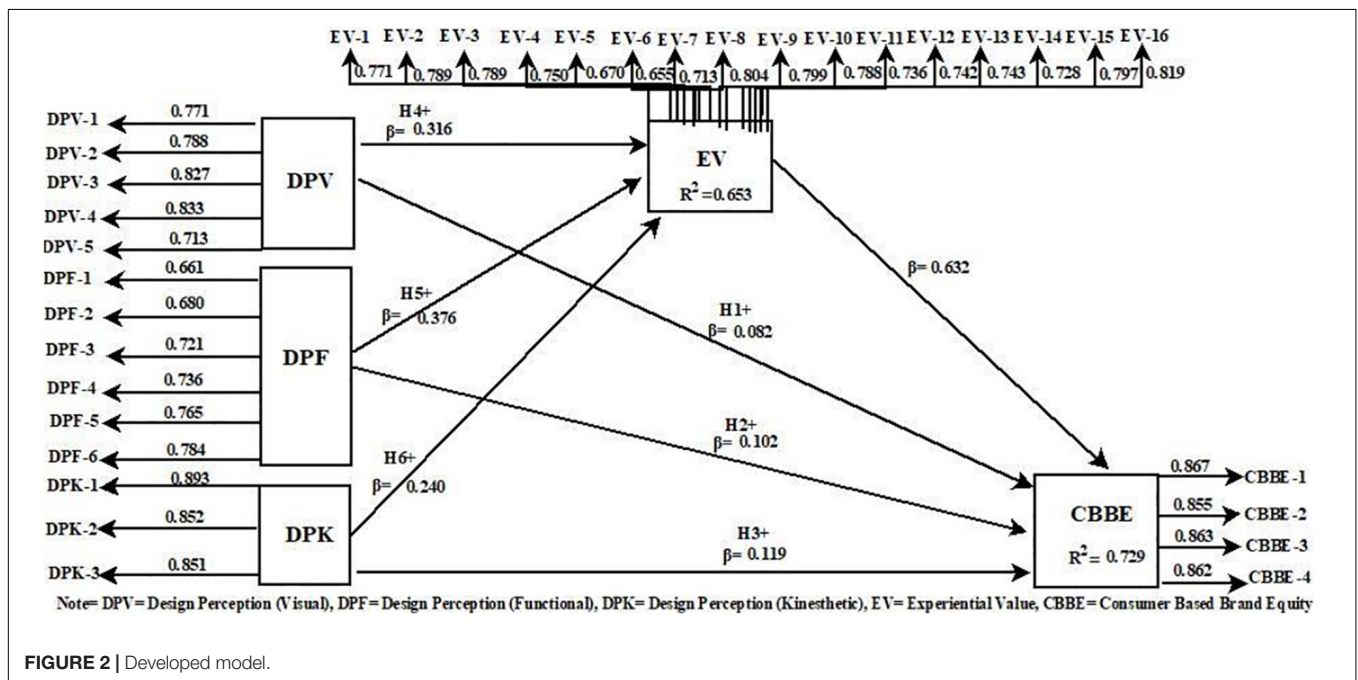 EV-1 EV-2 EV-3 EV-4 EV-5 EV-6 EV-7 EV-8 EV-9 EV-10 EV-11 EV-12 EV-13 EV-14 EV-15 EV-16
0.771 0.789 0.789 0.750 0.670 0.655 0.713 0.804 0.799 0.788 0.736 0.742 0.743 0.728 0.797 0.819
DPV-1 0.771
DPV-2 0.788
DPV-3 0.827
DPV-4 0.833
DPV-5 0.713
DPV
H4+
β= 0.316
EV
R²=0.653
DPF-1 0.661
DPF-2 0.680
DPF-3 0.721
DPF-4 0.736
DPF-5 0.765
DPF-6 0.784
DPF
H5+
β= 0.376
H1+
β= 0.082
β= 0.632
H2+
β= 0.102
DPK-1 0.893
DPK-2 0.852
DPK-3 0.851
DPK
H6+
β= 0.240
H3+
β= 0.119
CBBE
R²= 0.729
0.867 CBBE-1
0.855 CBBE-2
0.863 CBBE-3
0.862 CBBE-4
Note= DPV= Design Perception (Visual), DPF= Design Perception (Functional), DPK= Design Perception (Kinesthetic), EV= Experiential Value, CBBE= Consumer Based Brand Equity
FIGURE 2 | Developed model.